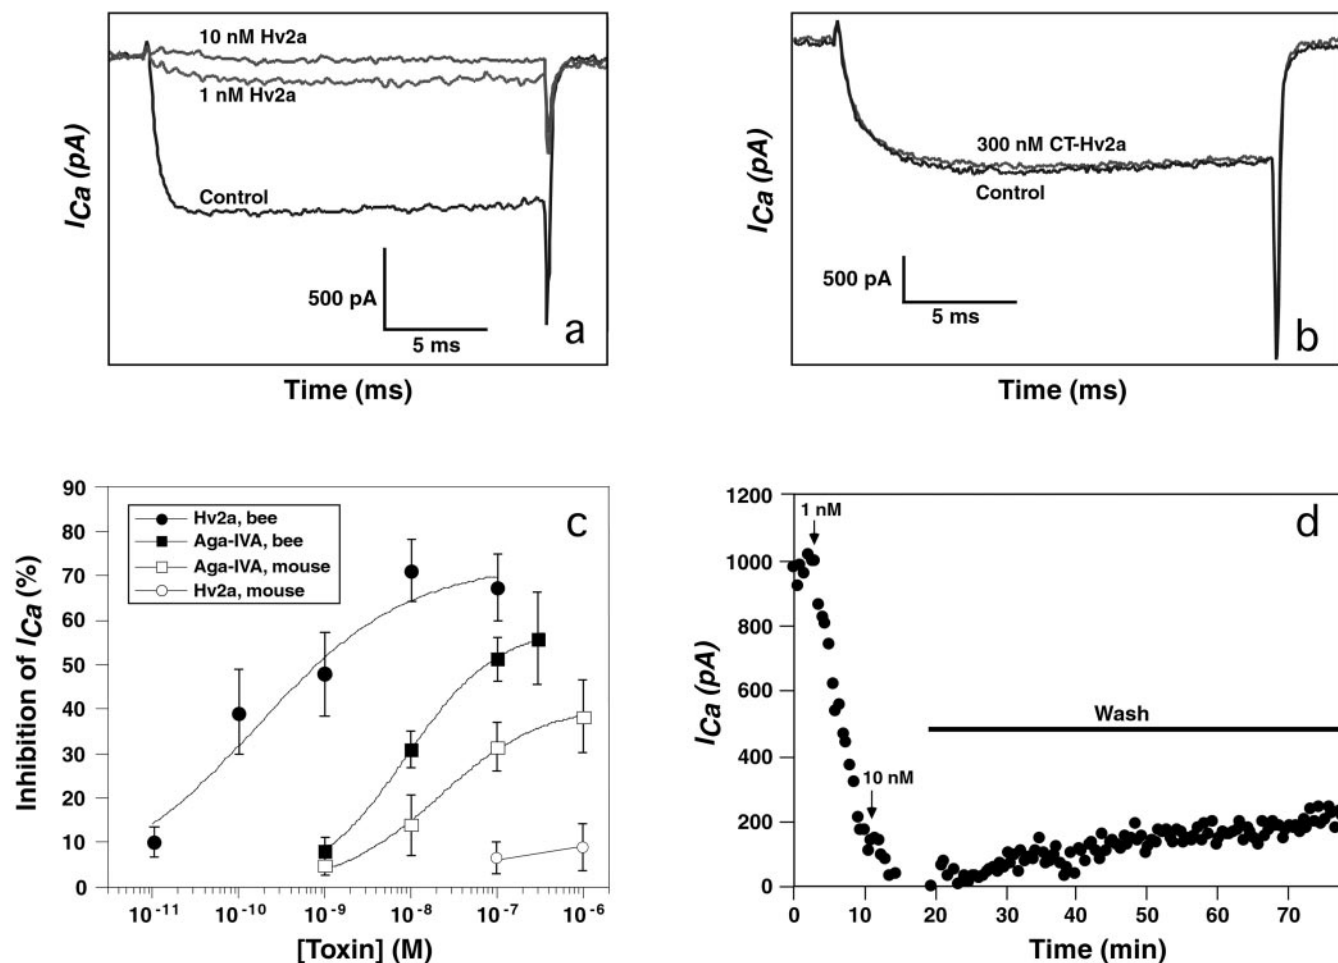 10 nM Hv2a
1 nM Hv2a
Control
500 pA
5 ms
a
ICa (pA)
Time (ms)
300 nM CT-Hv2a
Control
500 pA
5 ms
b
ICa (pA)
Time (ms)
90
80
70
60
50
40
30
20
10
0
Hv2a, bee
Aga-IVA, bee
Aga-IVA, mouse
Hv2a, mouse
c
Inhibition of ICa (%)
10-11 10-10 10-9 10-8 10-7 10-6
[Toxin] (M)
1200
1000
800
600
400
200
0
1 nM
d
Wash
10 nM
ICa (pA)
0 10 20 30 40 50 60 70
Time (min)